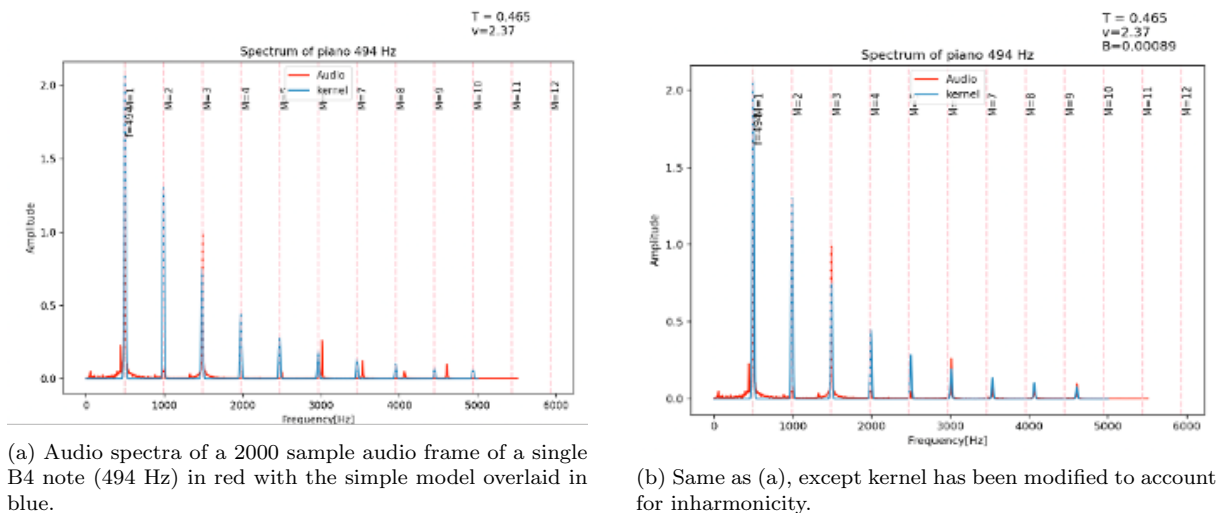 T = 0.465
v=2.37
Spectrum of piano 494 Hz
Audio
kernel
f=494
M=1
M=2
M=3
M=4
M=6
M=7
M=8
M=9
M=10
M=11
M=12
2.0
1.5
1.0
0.5
0.0
Amplitude
0 1000 2000 3000 4000 5000 6000
Frequency[Hz]
(a) Audio spectra of a 2000 sample audio frame of a single
B4 note (494 Hz) in red with the simple model overlaid in
blue.
T = 0.465
v=2.37
B=0.00089
Spectrum of piano 494 Hz
Audio
kernel
f=494
M=1
M=2
M=3
M=4
M=7
M=8
M=9
M=10
M=11
M=12
2.0
1.5
1.0
0.5
0.0
Amplitude
0 1000 2000 3000 4000 5000 6000
Frequency[Hz]
(b) Same as (a), except kernel has been modified to account
for inharmonicity.